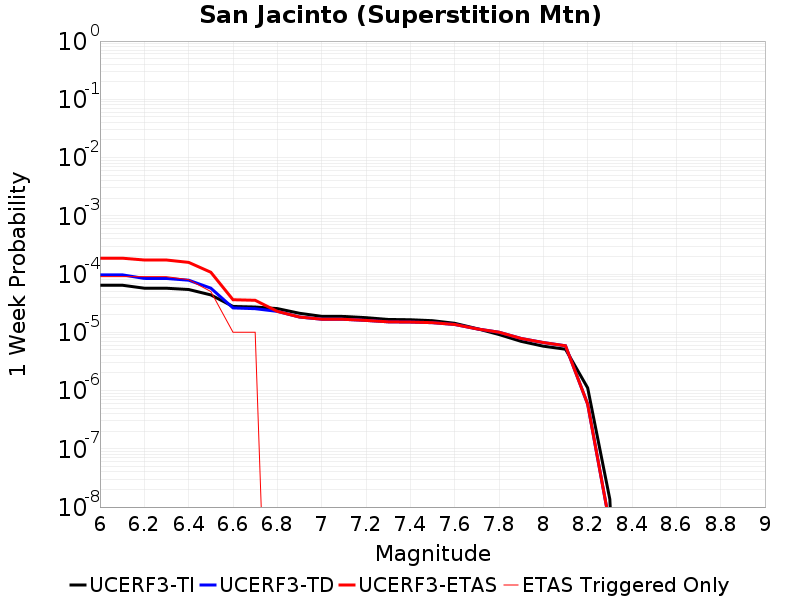 San Jacinto (Superstition Mtn)
1 Week Probability
10^0
10^-1
10^-2
10^-3
10^-4
10^-5
10^-6
10^-7
10^-8
6 6.2 6.4 6.6 6.8 7 7.2 7.4 7.6 7.8 8 8.2 8.4 8.6 8.8 9
Magnitude
UCERF3-TI UCERF3-TD UCERF3-ETAS ETAS Triggered Only